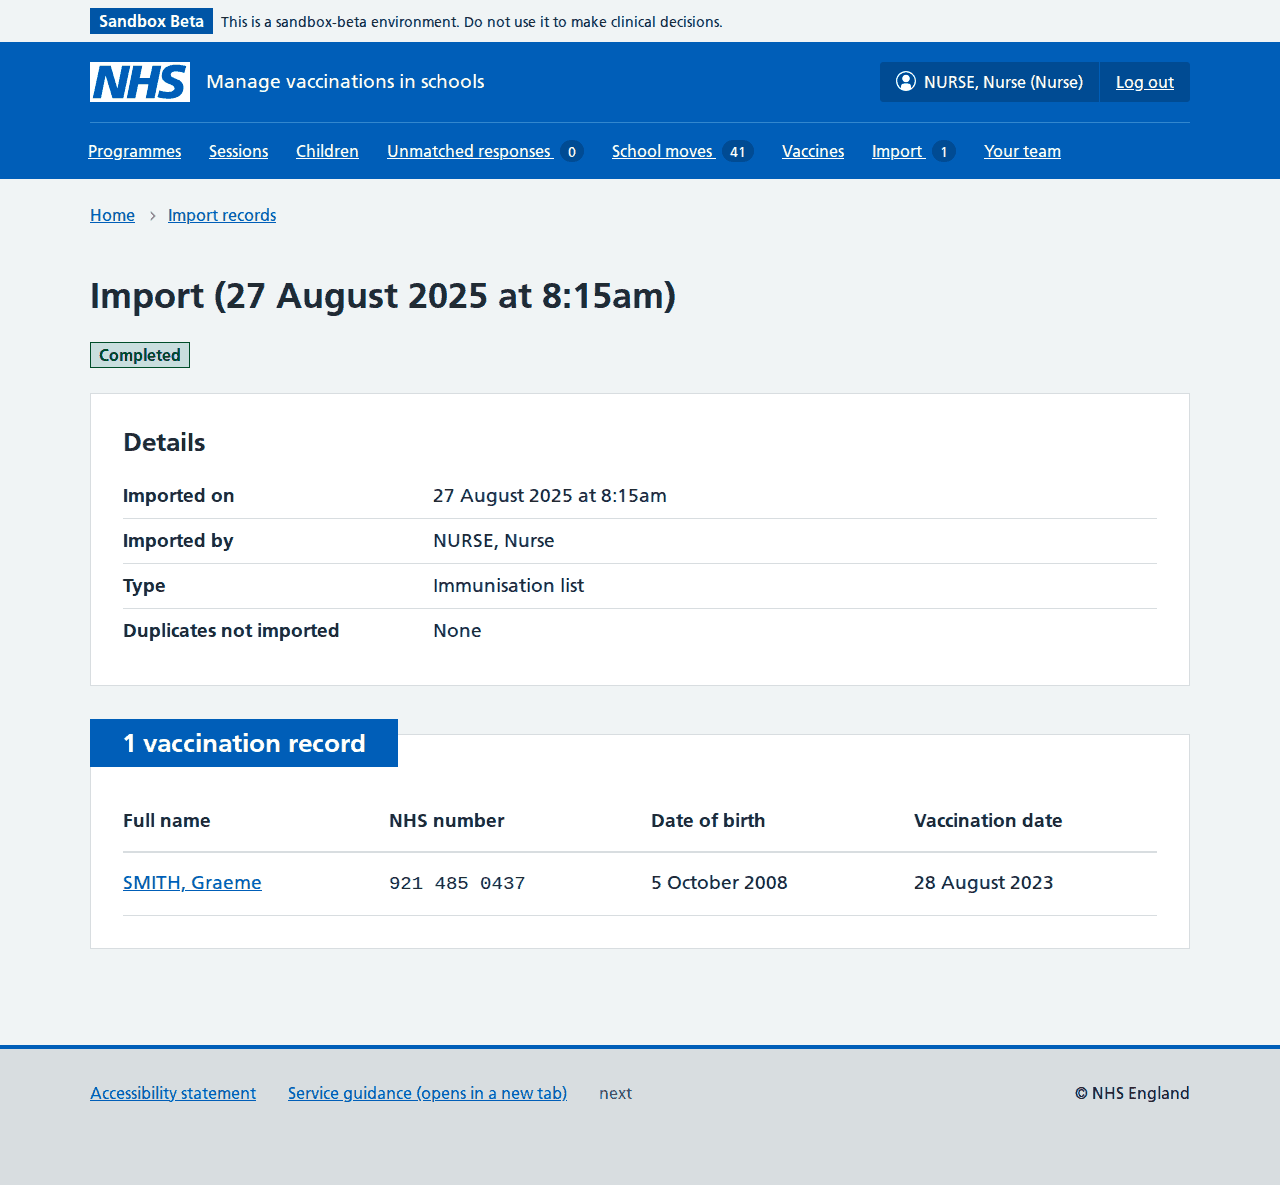 Sandbox Beta This is a sandbox-beta environment. Do not use it to make clinical decisions.
NHS Manage vaccinations in schools NURSE, Nurse (Nurse) Log out
Programmes Sessions Children Unmatched responses 0 School moves 41 Vaccines Import 1 Your team
Home Import records
Import (27 August 2025 at 8:15am)
Completed
Details
Imported on 27 August 2025 at 8:15am
Imported by NURSE, Nurse
Type Immunisation list
Duplicates not imported None
1 vaccination record
Full name NHS number Date of birth Vaccination date
SMITH, Graeme 921 485 0437 5 October 2008 28 August 2023
Accessibility statement Service guidance (opens in a new tab) next © NHS England